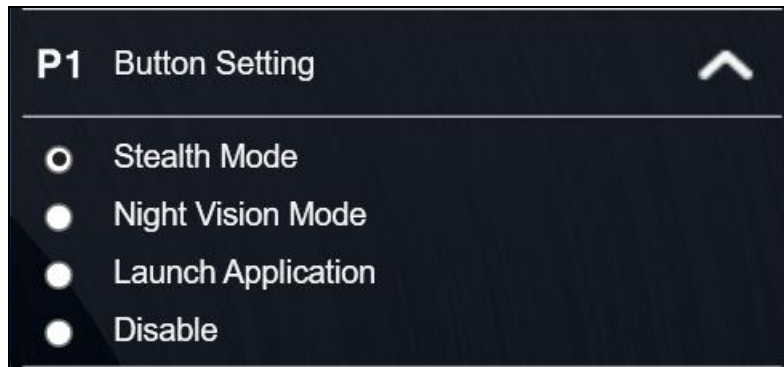 P1 Button Setting
Stealth Mode
Night Vision Mode
Launch Application
Disable